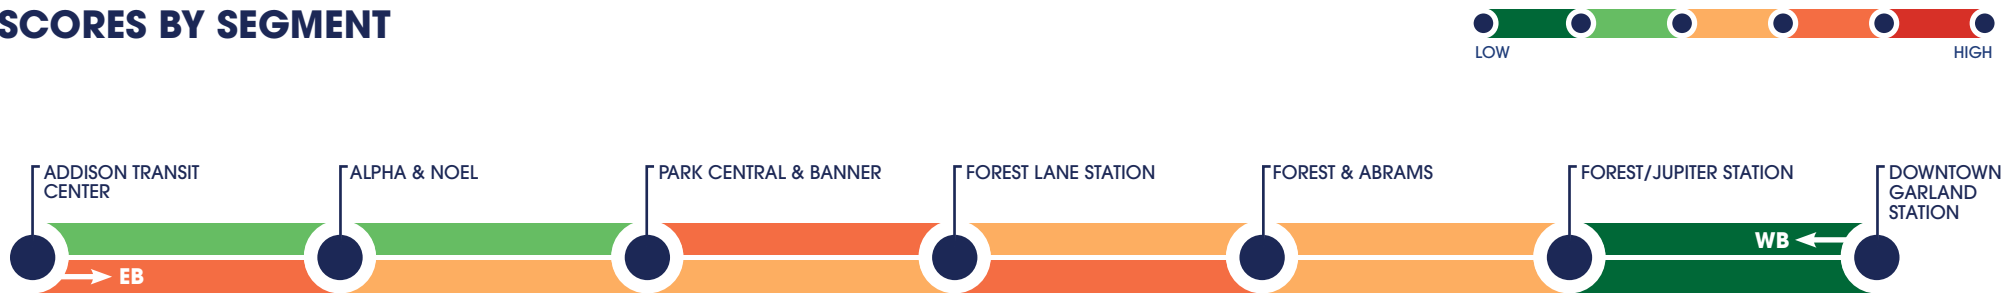 SCORES BY SEGMENT
LOW
HIGH
ADDISON TRANSIT
CENTER
ALPHA & NOEL
PARK CENTRAL & BANNER
FOREST LANE STATION
FOREST & ABRAMS
FOREST/JUPITER STATION
DOWNTOWN
GARLAND
STATION
WB
EB